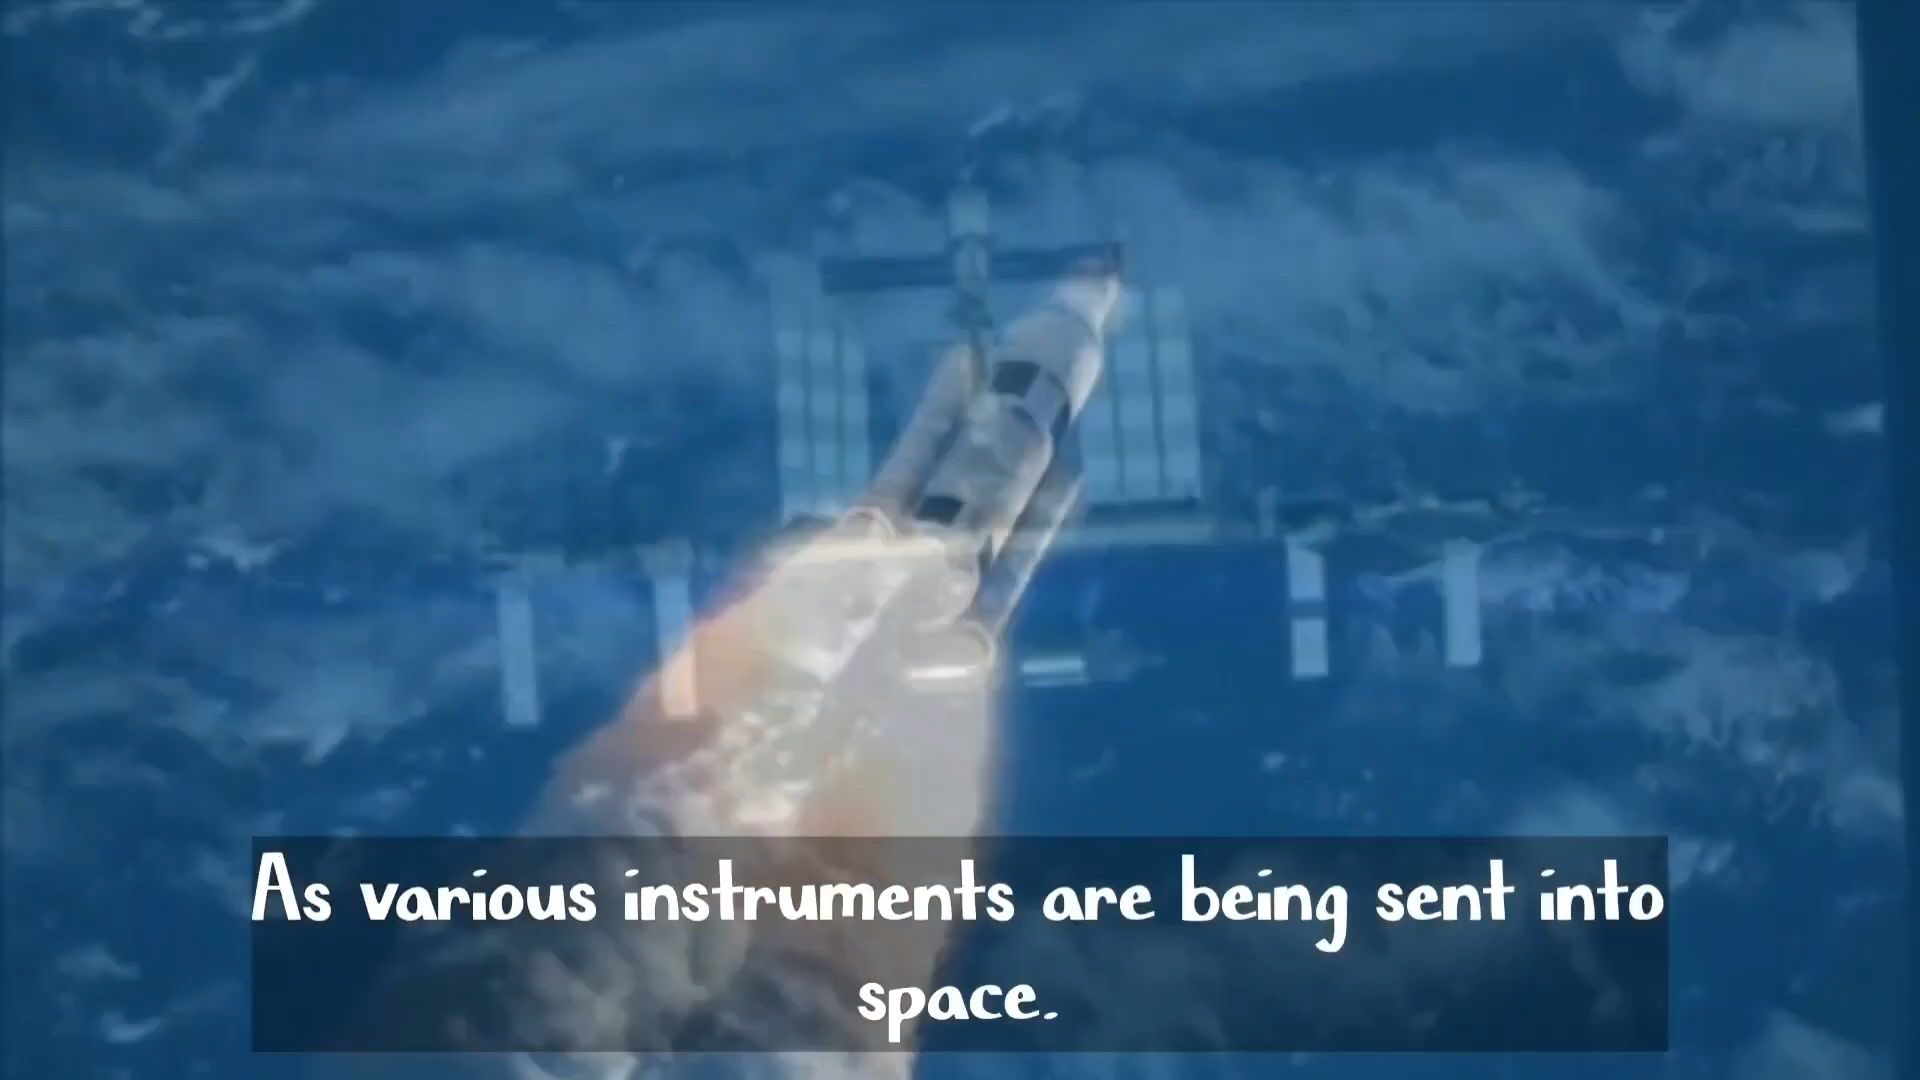 As various instruments are being sent into
space.